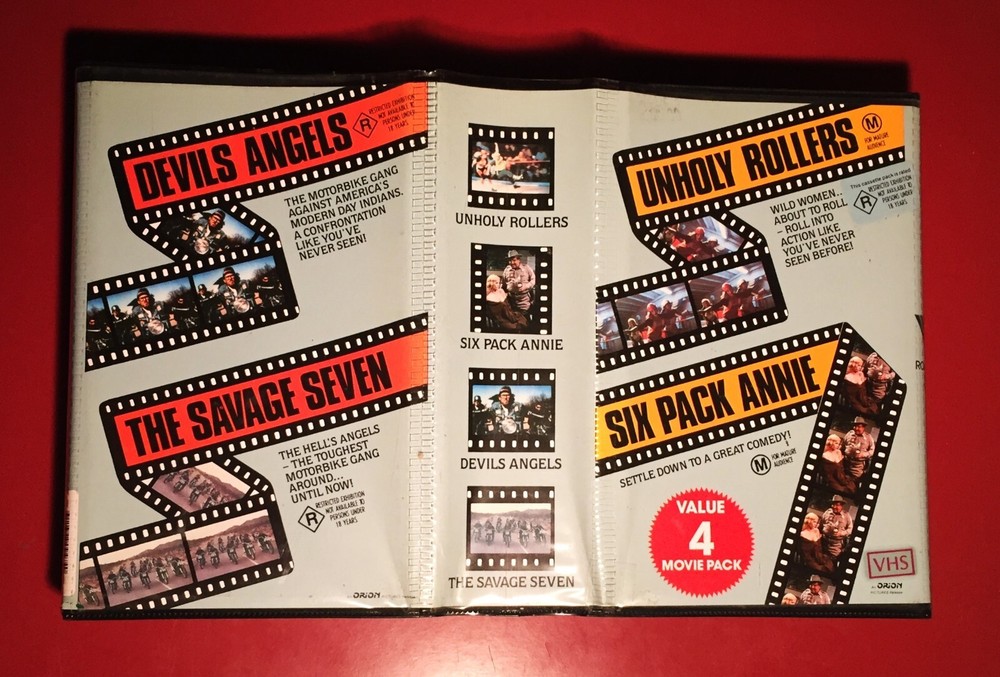 DEVILS ANGELS
R
RESTRICTED EXHIBITION
NOT AVAILABLE TO
PERSONS UNDER
18 YEARS
THE MOTORBIKE GANG
AGAINST AMERICA'S
MODERN DAY INDIANS.
A CONFRONTATION
LIKE YOU'VE
NEVER SEEN!
THE SAVAGE SEVEN
THE HELL'S ANGELS
– THE TOUGHEST
MOTORBIKE GANG
AROUND...
UNTIL NOW!
R
RESTRICTED EXHIBITION
NOT AVAILABLE TO
PERSONS UNDER
18 YEARS
ORION
UNHOLY ROLLERS
SIX PACK ANNIE
DEVILS ANGELS
THE SAVAGE SEVEN
UNHOLY ROLLERS
M
FOR MATURE
AUDIENCE
WILD WOMEN..
ABOUT TO ROLL
– ROLL INTO
ACTION LIKE
YOU'VE NEVER
SEEN BEFORE!
This cassette pack is rated
R
RESTRICTED EXHIBITION
NOT AVAILABLE TO
PERSONS UNDER
18 YEARS
SIX PACK ANNIE
SETTLE DOWN TO A GREAT COMEDY!
M
FOR MATURE
AUDIENCE
VALUE
4
MOVIE PACK
VHS
ORION